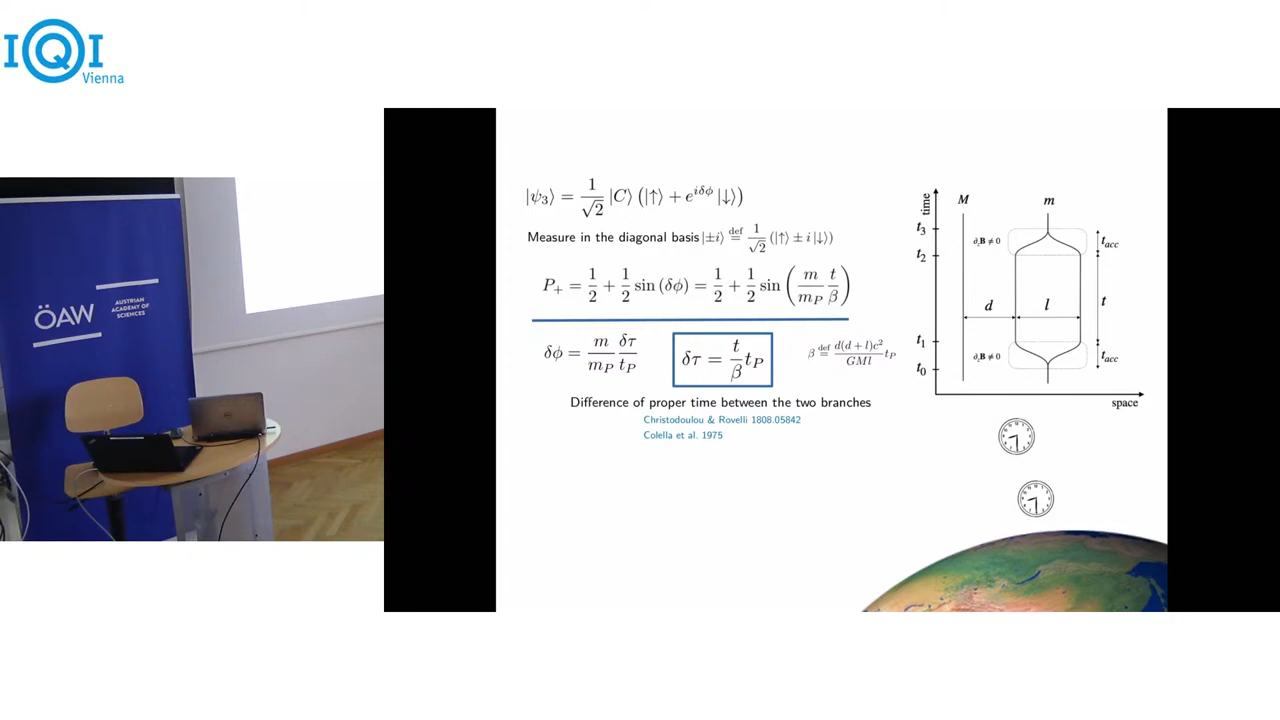 IQI
Vienna
ÖAW
AUSTRIAN
ACADEMY OF
SCIENCES
|ψ₃⟩ = 1/√2 |C⟩ (|↑⟩ + e^{iδϕ} |↓⟩)
Measure in the diagonal basis |±i⟩ def= 1/√2 (|↑⟩ ± i |↓⟩)
P₊ = 1/2 + 1/2 sin (δϕ) = 1/2 + 1/2 sin (m/m_P t/β)
δϕ = m/m_P δτ/t_P
δτ = t/β t_P
β def= d(d + l)c²/GMl t_P
Difference of proper time between the two branches
Christodoulou & Rovelli 1808.05842
Colella et al. 1975
time
M
m
t₃
∂_zB≠0
t_acc
t₂
d
l
t
t₁
∂_zB≠0
t_acc
t₀
space